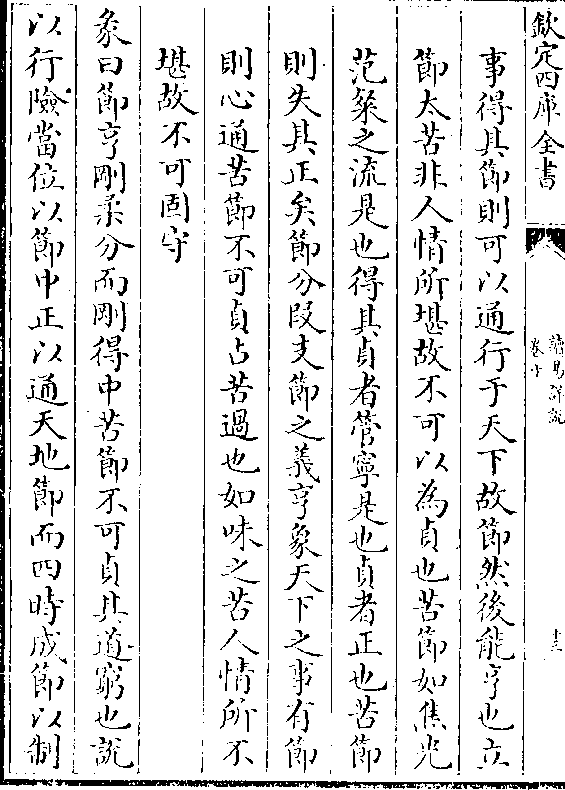 欽定四庫全書
讀易詳說
卷十
十三
事得其節則可以通行于天下故節然後能亨也立
節太苦非人情所堪故不可以為貞也苦節如焦光
范粲之流是也得其貞者管寧是也貞者正也苦節
則失其正矣節分段支節之義亨象天下之事有節
則心通苦節不可貞占苦過也如味之苦人情所不
堪故不可固守
彖曰節亨剛柔分而剛得中苦節不可貞其道窮也說
以行險當位以節中正以通天地節而四時成節以制